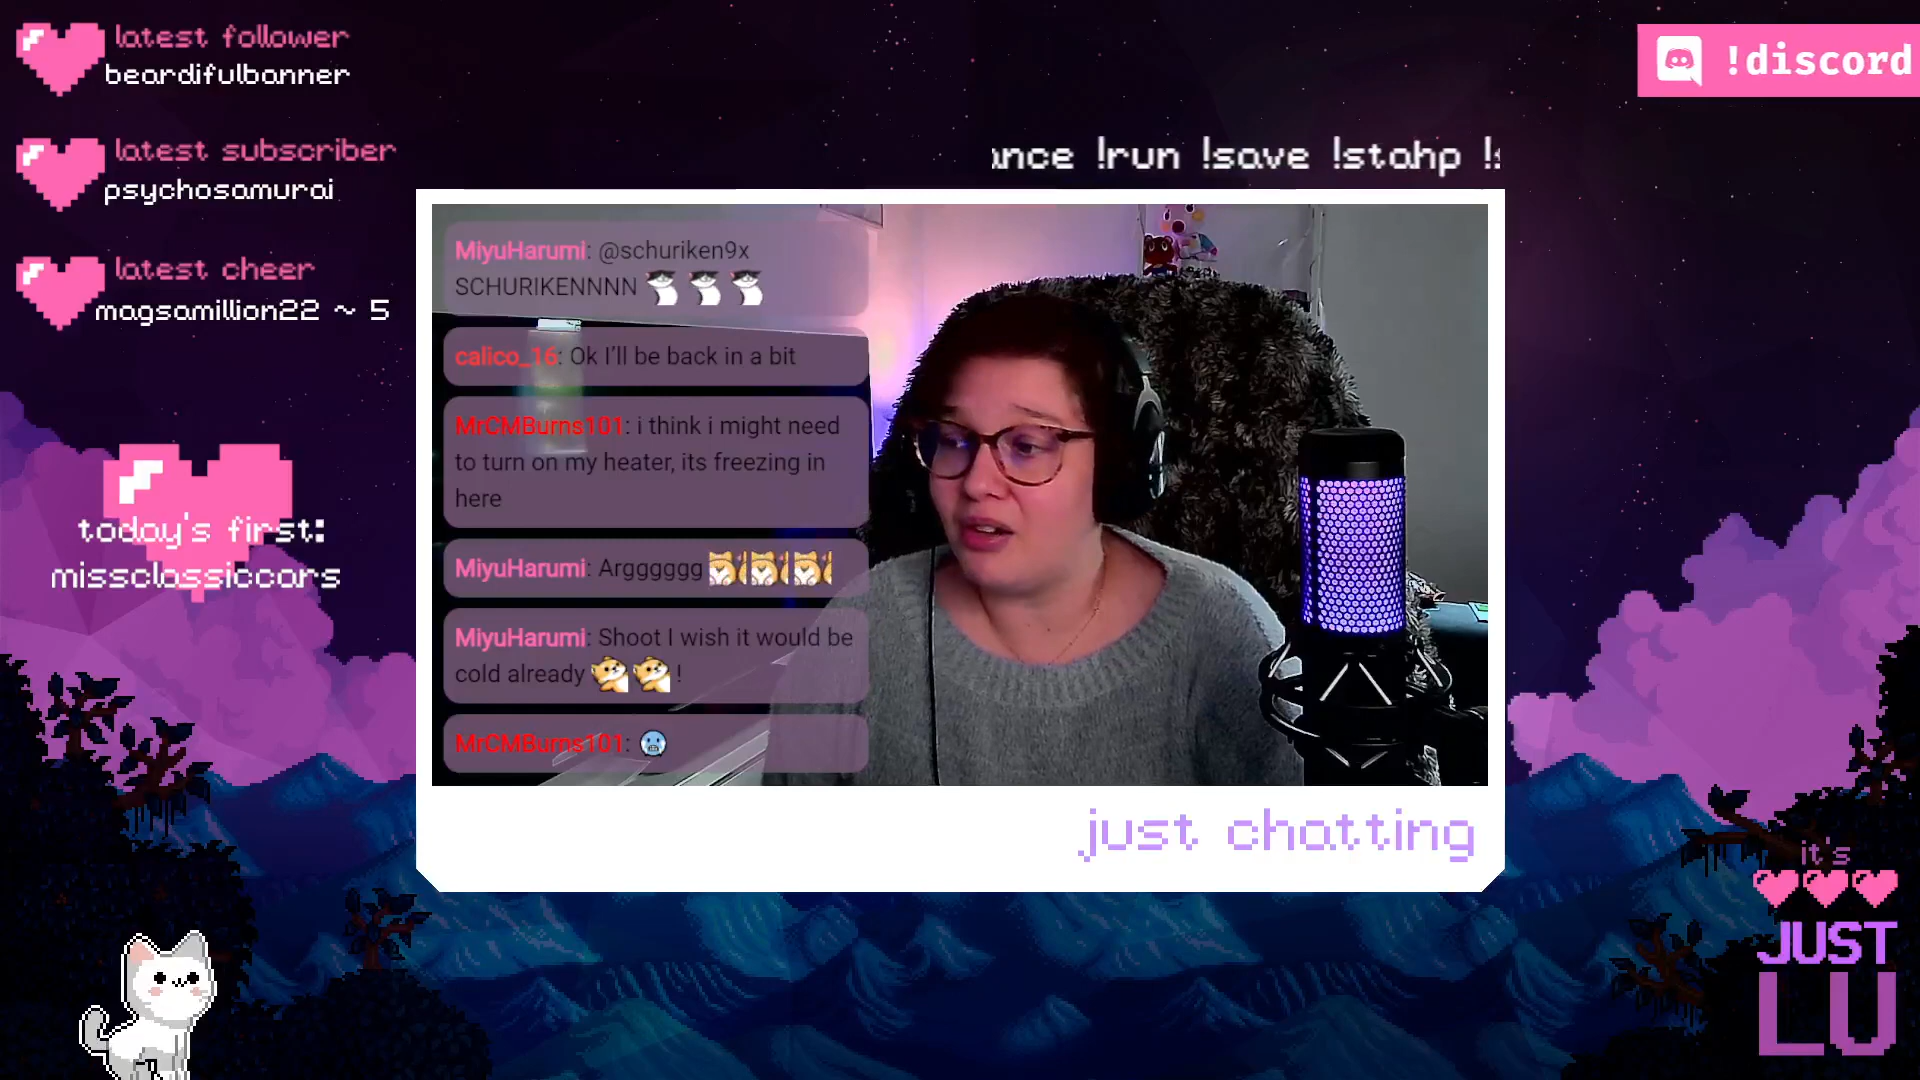 latest follower
beardifulbanner
!discord
latest subscriber
psychosamurai
!run !save !stahp
latest cheer
magsamillion22 ~ 5
MiyuHarumi: @schuriken9x
SCHURIKENNNN
calico_16: Ok I'll be back in a bit
MrCMBurns101: i think i might need
to turn on my heater, its freezing in
here
MiyuHarumi: Argggggg
MiyuHarumi: Shoot I wish it would be
cold already !
MrCMBurns101:
today's first:
missclassiccars
just chatting
it's
JUST
LU